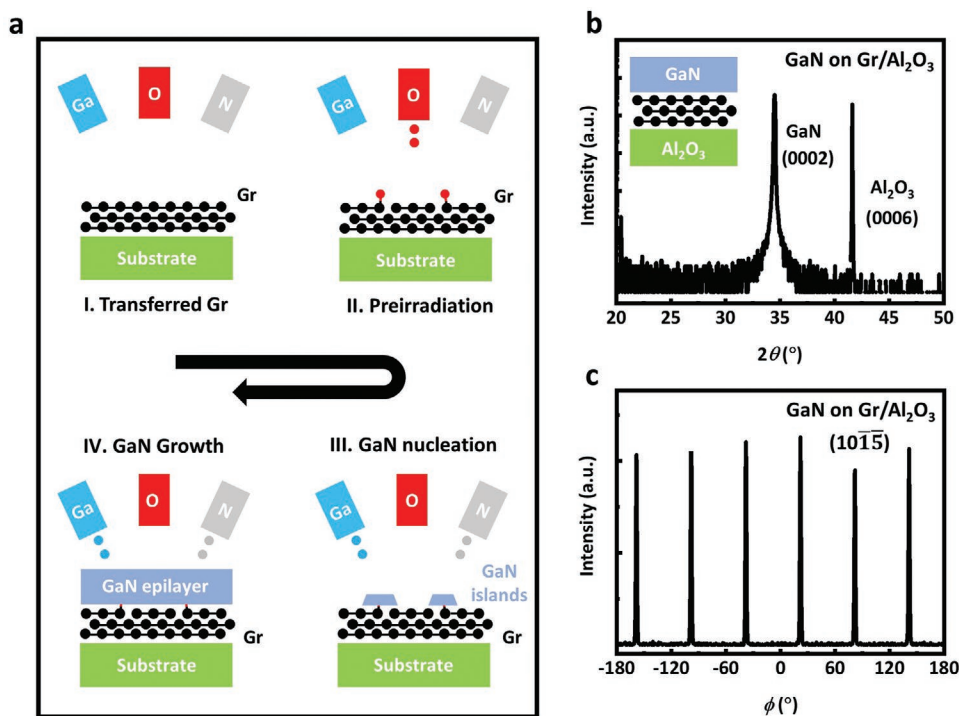 a
Ga
O
N
Gr
Substrate
I. Transferred Gr
Ga
O
N
Gr
Substrate
II. Preirradiation
IV. GaN Growth
Ga
O
N
GaN epilayer
Gr
Substrate
III. GaN nucleation
Ga
O
N
GaN
islands
Substrate
b
GaN on Gr/Al₂O₃
GaN
Al₂O₃
GaN
(0002)
Al₂O₃
(0006)
Intensity (a.u.)
20 25 30 35 40 45 50
2θ (°)
c
GaN on Gr/Al₂O₃
(101̅5̅)
Intensity (a.u.)
-180 -120 -60 0 60 120 180
ϕ (°)